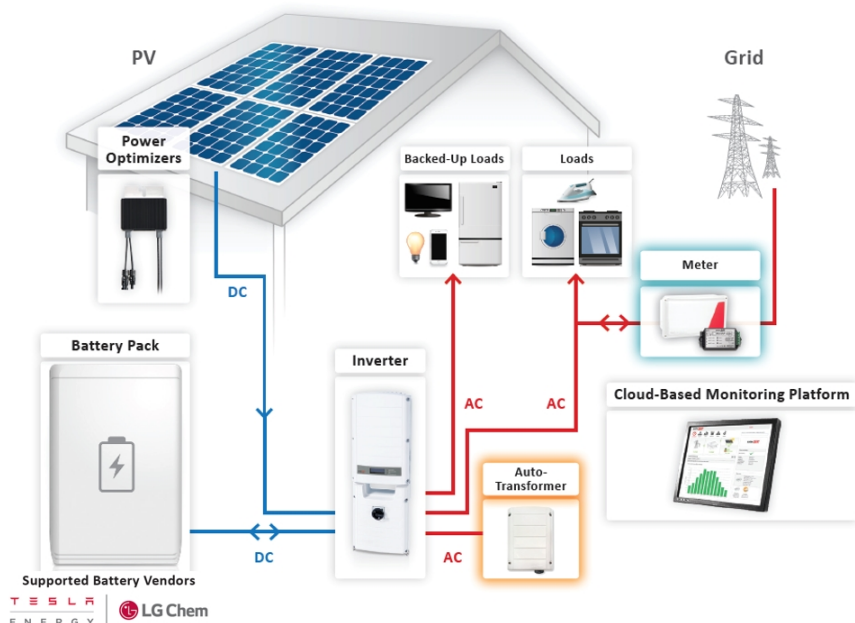 PV
Grid
Power
Optimizers
Backed-Up Loads
Loads
Meter
DC
Battery Pack
Inverter
AC
AC
Cloud-Based Monitoring Platform
Auto-
Transformer
DC
AC
Supported Battery Vendors
TESLA
ENERGY
LG Chem